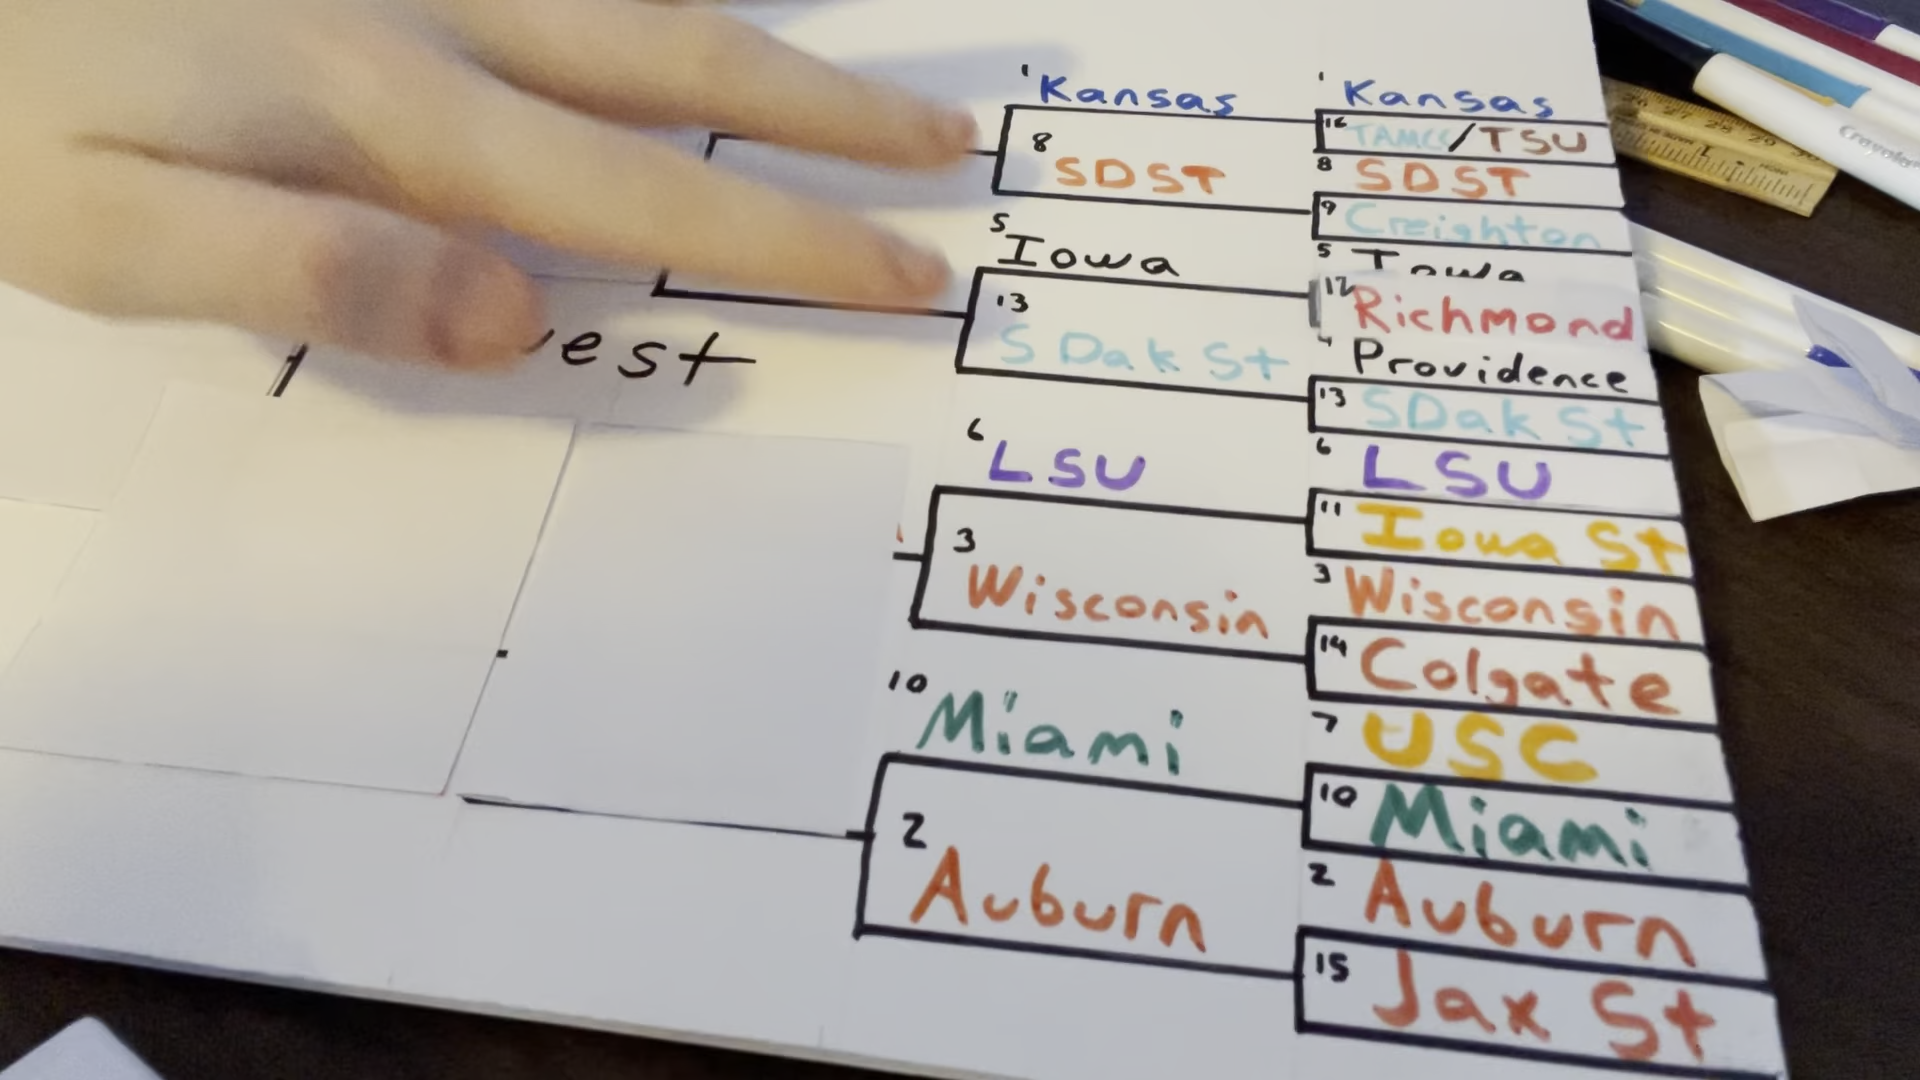 1 Kansas
8 SDST
5 Iowa
13 S Dak St
6 LSU
3 Wisconsin
10 Miami
2 Auburn
1 Kansas
16 TAMCC/TSU
8 SDST
9 Creighton
5 Iowa
12 Richmond
4 Providence
13 SDak St
6 LSU
11 Iowa St
3 Wisconsin
14 Colgate
7 USC
10 Miami
2 Auburn
15 Jax St
est
Crayola